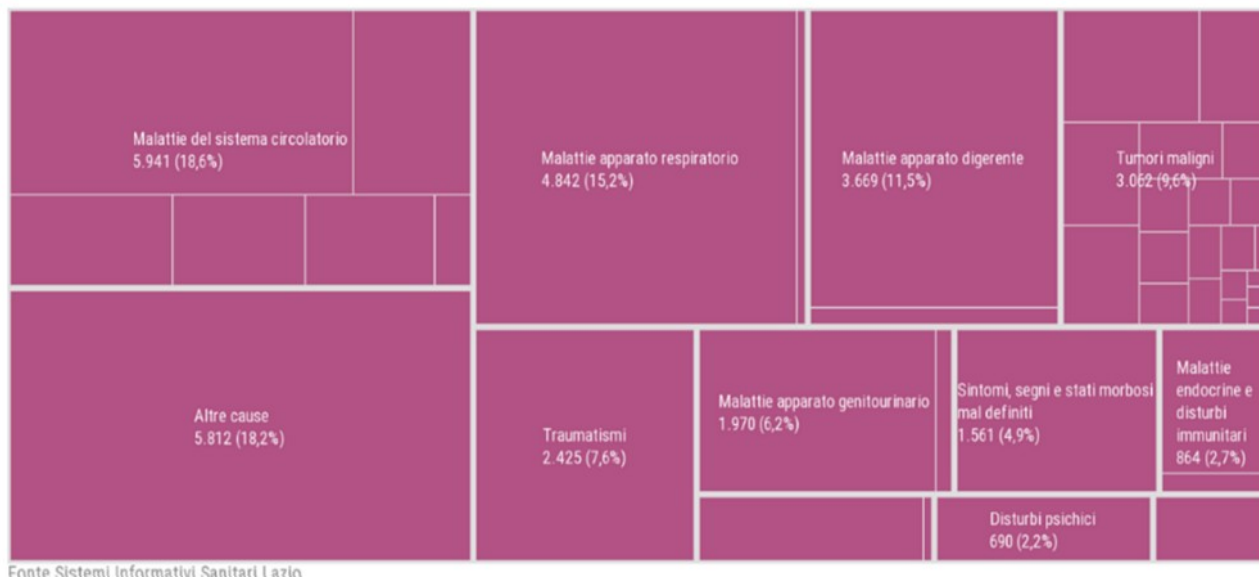 Malattie del sistema circolatorio
5.941 (18,6%)
Malattie apparato respiratorio
4.842 (15,2%)
Malattie apparato digerente
3.669 (11,5%)
Tumori maligni
3.062 (9,6%)
Altre cause
5.812 (18,2%)
Traumatismi
2.425 (7,6%)
Malattie apparato genitourinario
1.970 (6,2%)
Sintomi, segni e stati morbosi
mal definiti
1.561 (4,9%)
Malattie
endocrine e
disturbi
immunitari
864 (2,7%)
Disturbi psichici
690 (2,2%)
Fonte Sistemi Informativi Sanitari Lazio